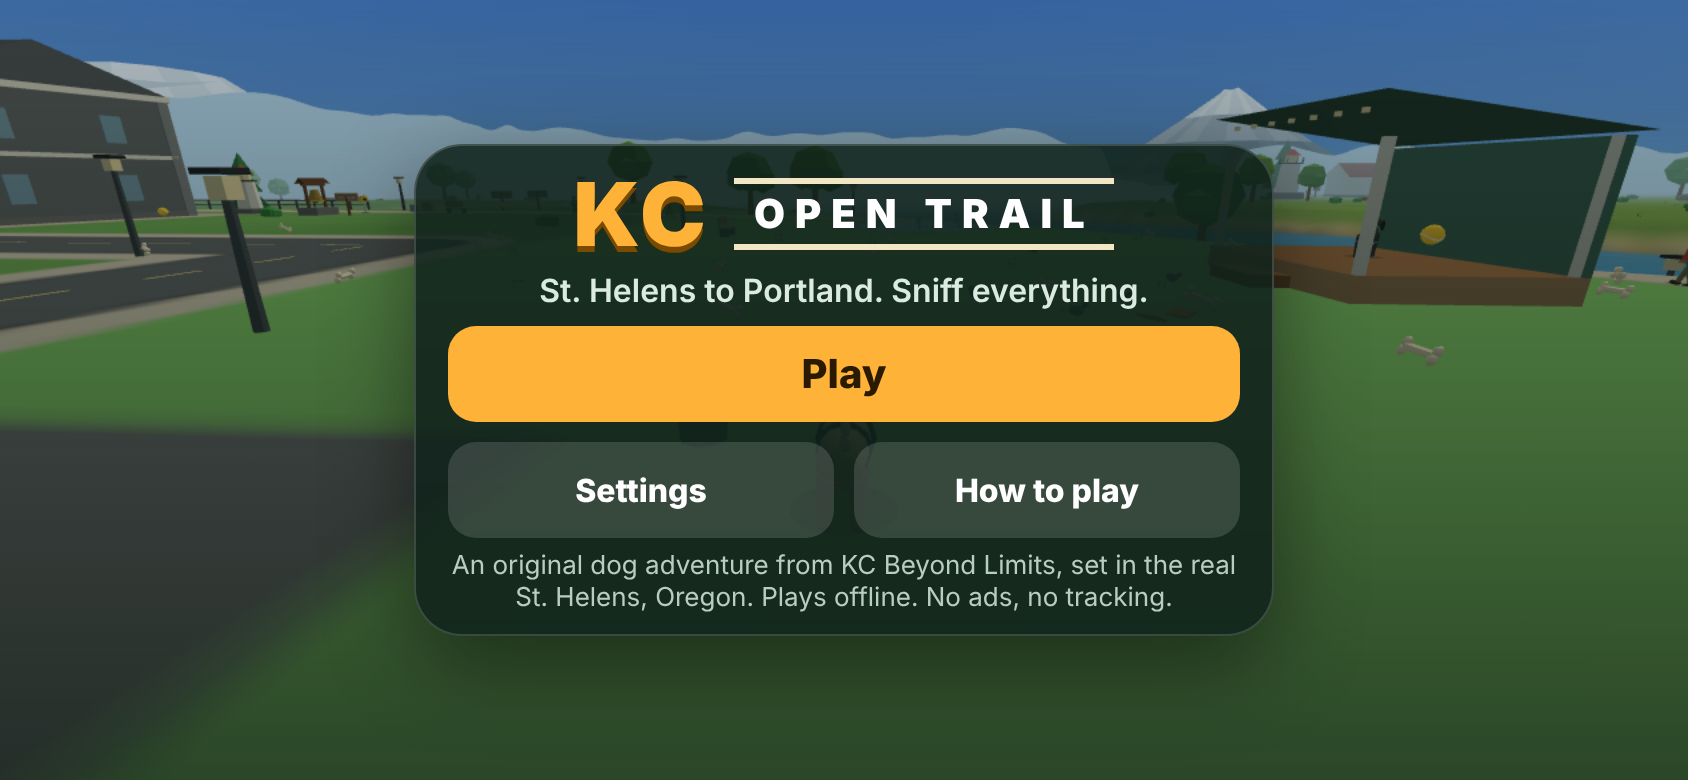 KC OPEN TRAIL
St. Helens to Portland. Sniff everything.
Play
Settings
How to play
An original dog adventure from KC Beyond Limits, set in the real
St. Helens, Oregon. Plays offline. No ads, no tracking.